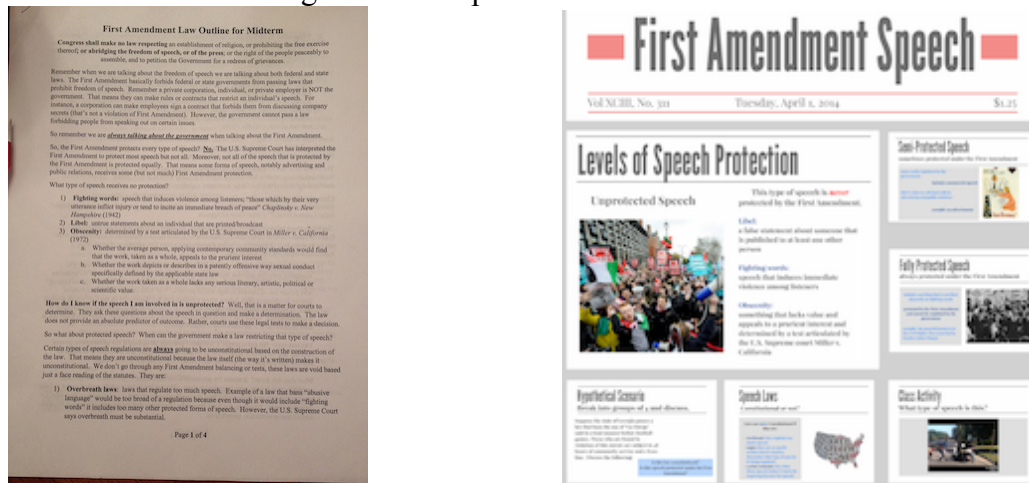 First Amendment Law Outline for Midterm
Congress shall make no law respecting an establishment of religion, or prohibiting the free exercise
thereof; or abridging the freedom of speech, or of the press; or the right of the people peaceably to
assemble, and to petition the Government for a redress of grievances.
Remember when we are talking about the freedom of speech we are talking about both federal and state
laws. The First Amendment basically forbids federal or state governments from passing laws that
prohibit freedom of speech. Remember a private corporation, individual, or private employer is NOT the
government. That means they can make rules or contracts that restrict an individual's speech. For
instance, a corporation can make employees sign a contract that forbids them from discussing company
secrets (that's not a violation of First Amendment). However, the government cannot pass a law
forbidding people from speaking out on certain issues.
So remember we are always talking about the government when talking about the First Amendment.
So, the First Amendment protects every type of speech? No. The U.S. Supreme Court has interpreted the
First Amendment to protect most speech but not all. Moreover, not all of the speech that is protected by
the First Amendment is protected equally. That means some forms of speech, notably advertising and
public relations, receives some (but not much) First Amendment protection.
What type of speech receives no protection?
1) Fighting words: speech that induces violence among listeners; "those which by their very
utterance inflict injury or tend to incite an immediate breach of peace" Chaplinsky v. New
Hampshire (1942)
2) Libel: untrue statements about an individual that are printed/broadcast
3) Obscenity: determined by a test articulated by the U.S. Supreme Court in Miller v. California
(1972)
a. Whether the average person, applying contemporary community standards would find
that the work, taken as a whole, appeals to the prurient interest
b. Whether the work depicts or describes in a patently offensive way sexual conduct
specifically defined by the applicable state law
c. Whether the work taken as a whole lacks any serious literary, artistic, political or
scientific value.
How do I know if the speech I am involved in is unprotected? Well, that is a matter for courts to
determine. They ask these questions about the speech in question and make a determination. The law
does not provide an absolute predictor of outcome. Rather, courts use these legal tests to make a decision.
So what about protected speech? When can the government make a law restricting that type of speech?
Certain types of speech regulations are always going to be unconstitutional based on the construction of
the law. That means they are unconstitutional because the law itself (the way it's written) makes it
unconstitutional. We don't go through any First Amendment balancing or tests, these laws are void based
just a face reading of the statutes. They are:
1) Overbreath laws: laws that regulate too much speech. Example of a law that bans "abusive
language" would be too broad of a regulation because even though it would include "fighting
words" it includes too many other protected forms of speech. However, the U.S. Supreme Court
says overbreath must be substantial.
Page 1 of 4
First Amendment Speech
Vol XCIII, No. 311 Tuesday, April 1, 2014 $1.25
Levels of Speech Protection
Unprotected Speech
This type of speech is never
protected by the First Amendment.
Libel:
a false statement about someone that
is published to at least one other
person
Fighting words:
speech that induces immediate
violence among listeners
Obscenity:
something that lacks value and
appeals to a prurient interest and
determined by a test articulated by
the U.S. Supreme court Miller v.
California
Semi-Protected Speech
sometimes protected under the First Amendment
Fully Protected Speech
always protected under the First Amendment
Hypothetical Scenario
Break into groups of 4 and discuss.
Speech Laws
Constitutional or not?
Class Activity
What type of speech is this?